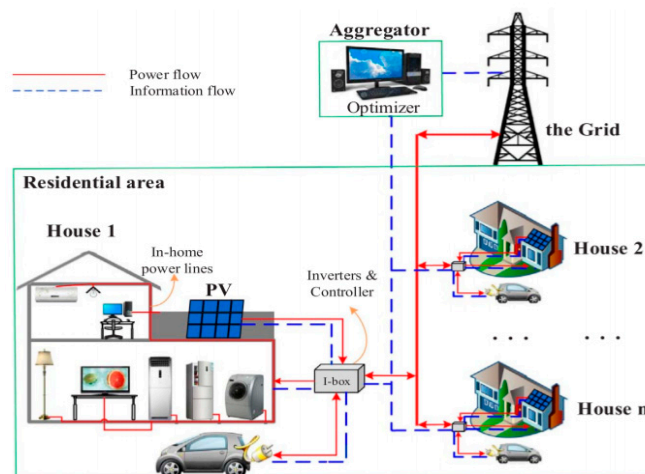 Aggregator
Power flow
Information flow
Optimizer
the Grid
Residential area
House 1
In-home
power lines
PV
Inverters &
Controller
House 2
I-box
. . .
. . .
House n